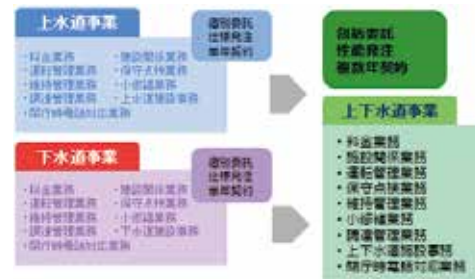 上水道事業
・料金業務
・施設関係業務
・運転管理業務
・保守点検業務
・維持管理業務
・小修繕業務
・調達管理業務
・上水道施設事務
・閉庁時電話対応業務
個別委託
仕様発注
単年契約
下水道事業
・料金業務
・施設関係業務
・運転管理業務
・保守点検業務
・維持管理業務
・小修繕業務
・調達管理業務
・下水道施設事務
・閉庁時電話対応業務
個別委託
仕様発注
単年契約
包括委託
性能発注
複数年契約
上下水道事業
・料金業務
・施設関係業務
・運転管理業務
・保守点検業務
・維持管理業務
・小修繕業務
・調達管理業務
・上下水道施設事務
・閉庁時電話対応業務